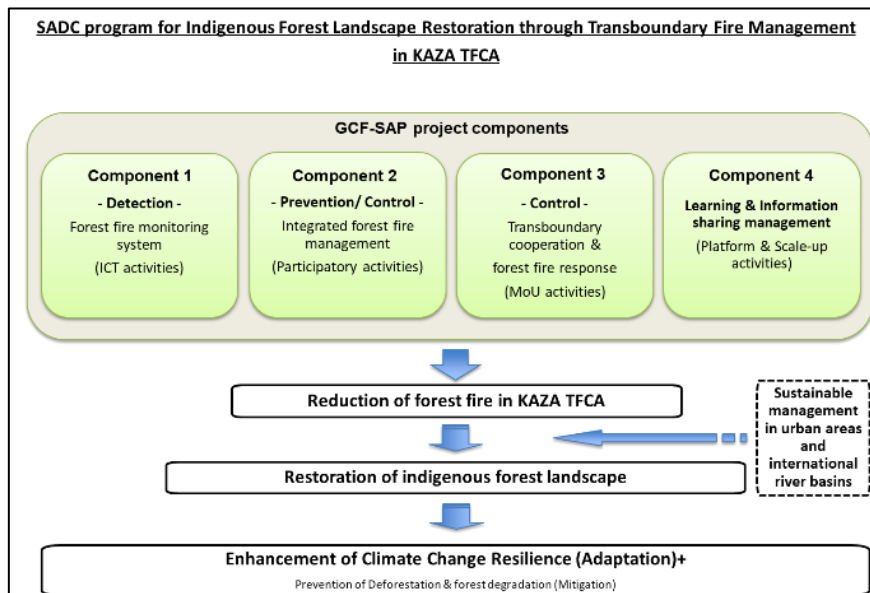 SADC program for Indigenous Forest Landscape Restoration through Transboundary Fire Management
in KAZA TFCA
GCF-SAP project components
Component 1
- Detection -
Forest fire monitoring
system
(ICT activities)
Component 2
- Prevention/ Control -
Integrated forest fire
management
(Participatory activities)
Component 3
- Control -
Transboundary
cooperation &
forest fire response
(MoU activities)
Component 4
Learning & Information
sharing management
(Platform & Scale-up
activities)
Reduction of forest fire in KAZA TFCA
Sustainable
management
in urban areas
and
international
river basins
Restoration of indigenous forest landscape
Enhancement of Climate Change Resilience (Adaptation)+
Prevention of Deforestation & forest degradation (Mitigation)